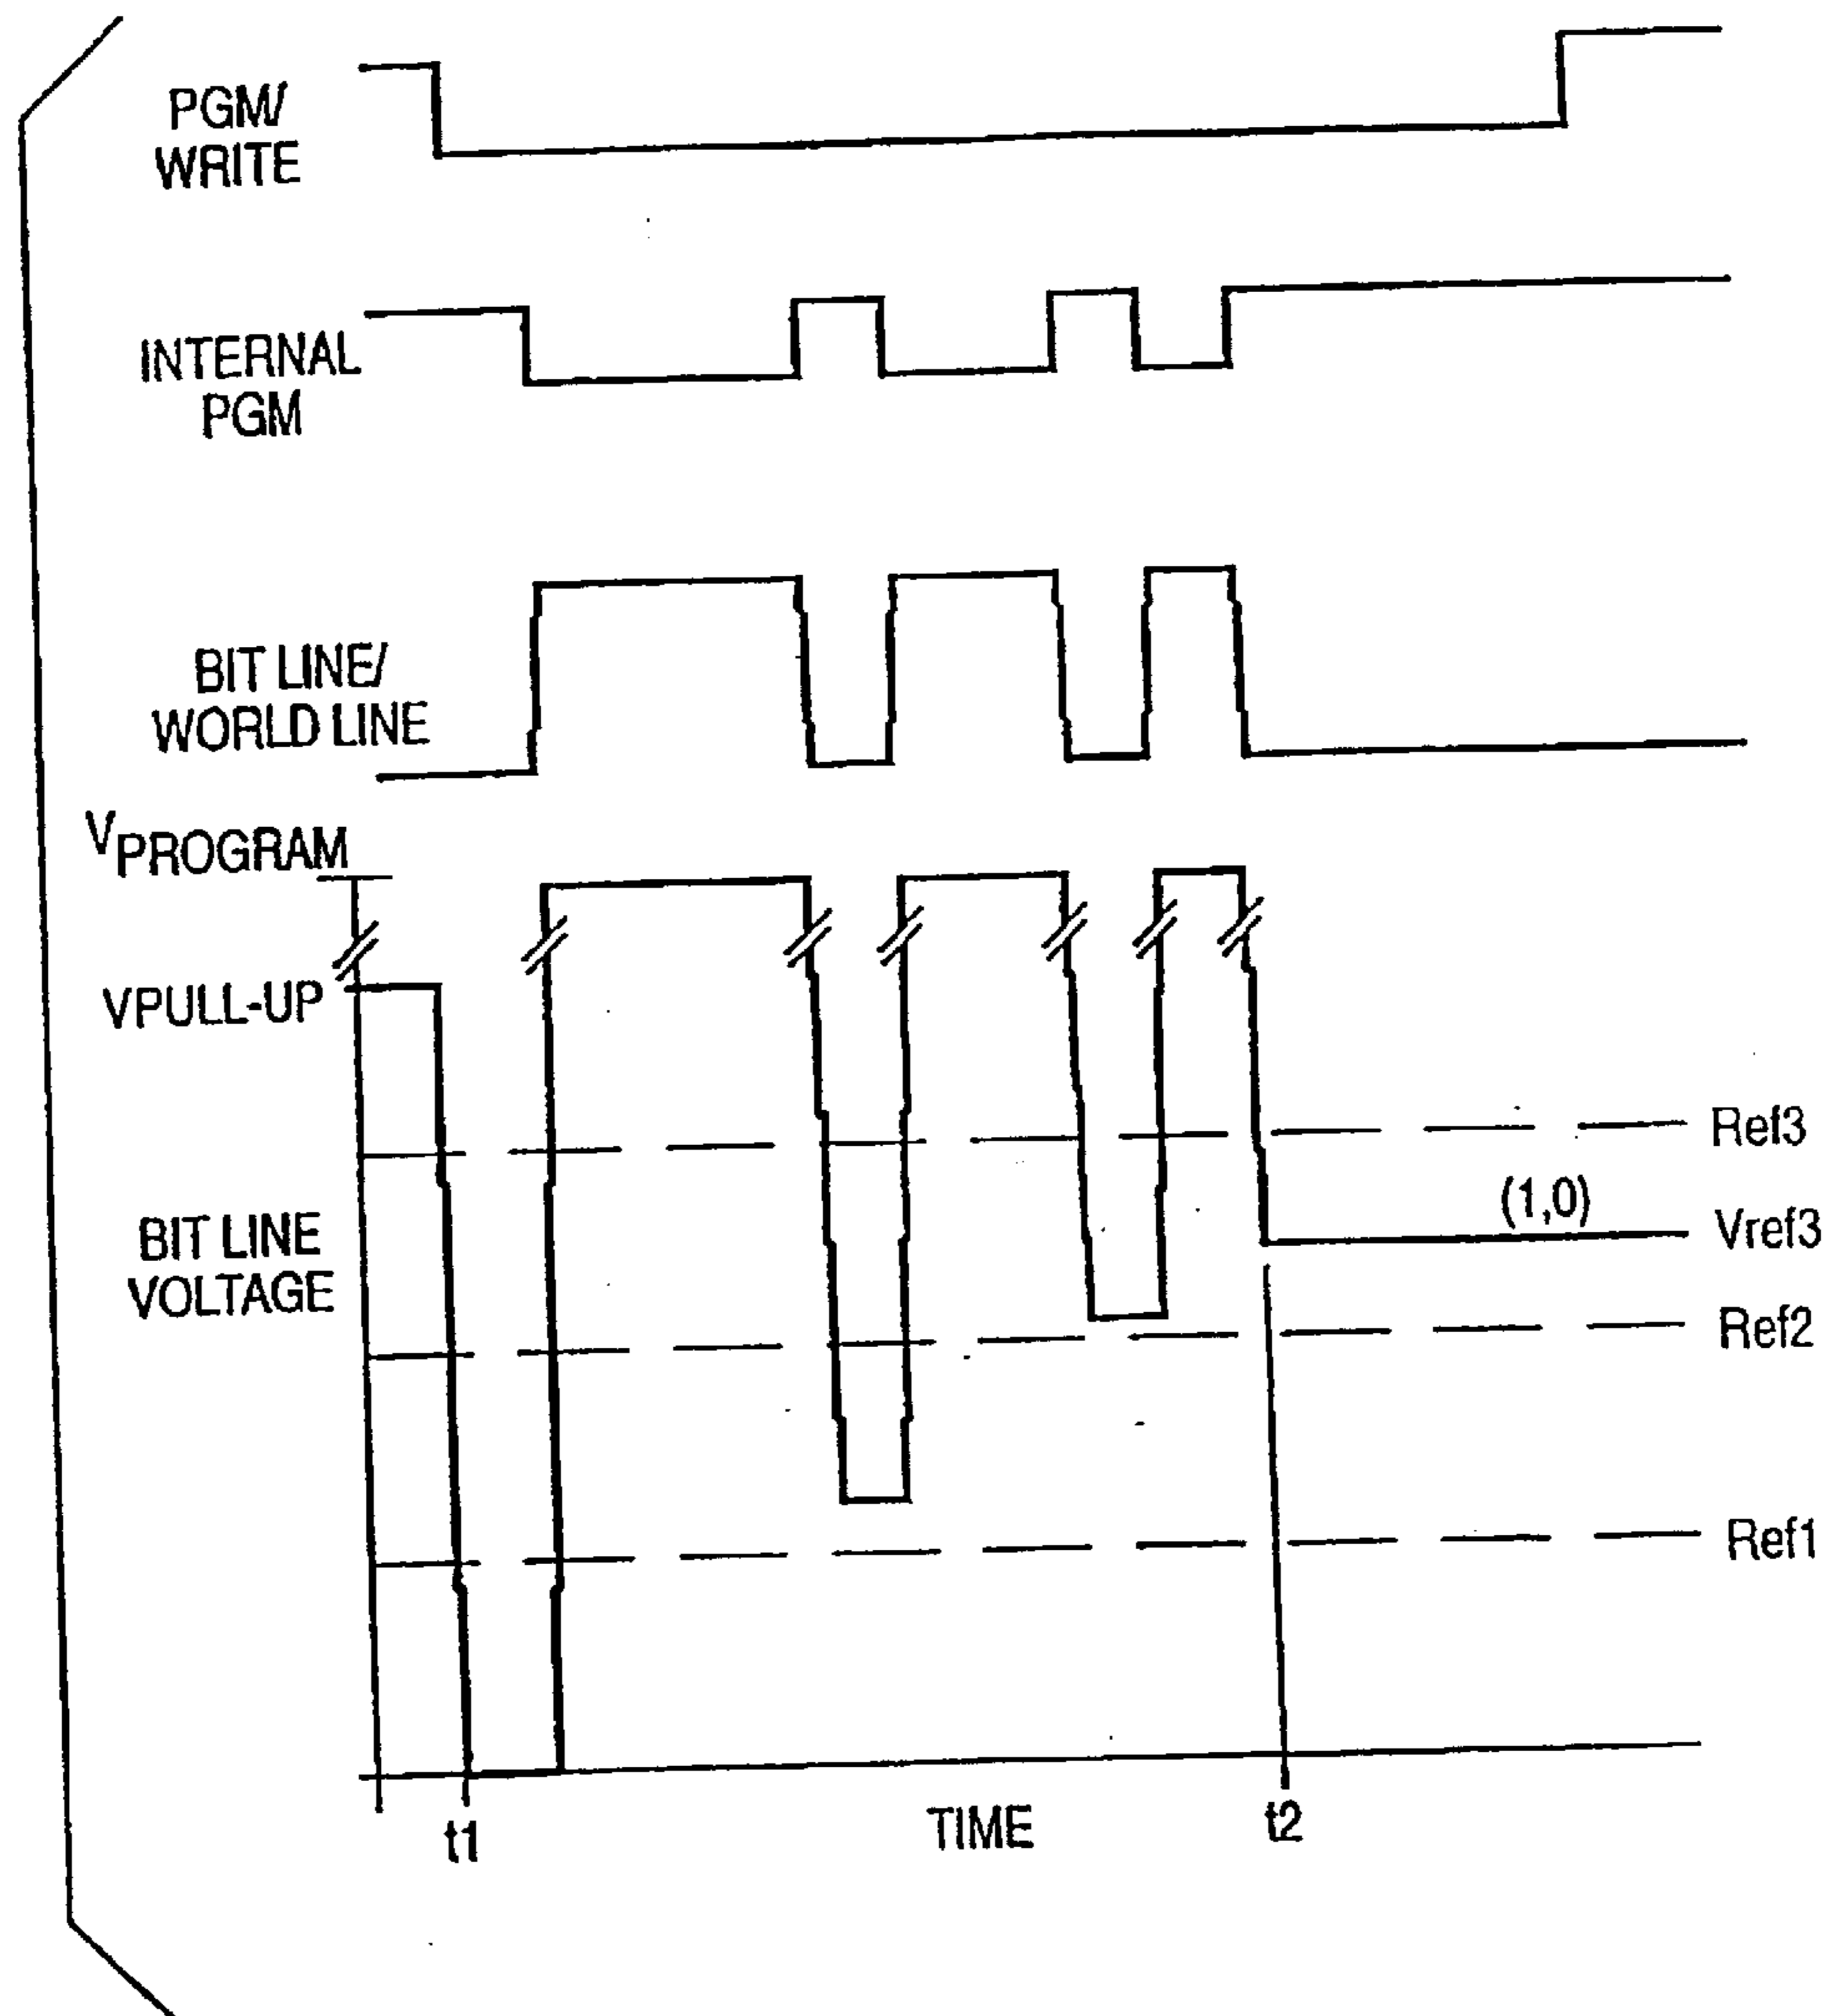 PGM/
WRITE
INTERNAL
PGM
BIT LINE/
WORLD LINE
VPROGRAM
VPULL-UP
Ref3
(1,0)
Vref3
BIT LINE
VOLTAGE
Ref2
Ref1
t1
TIME
t2